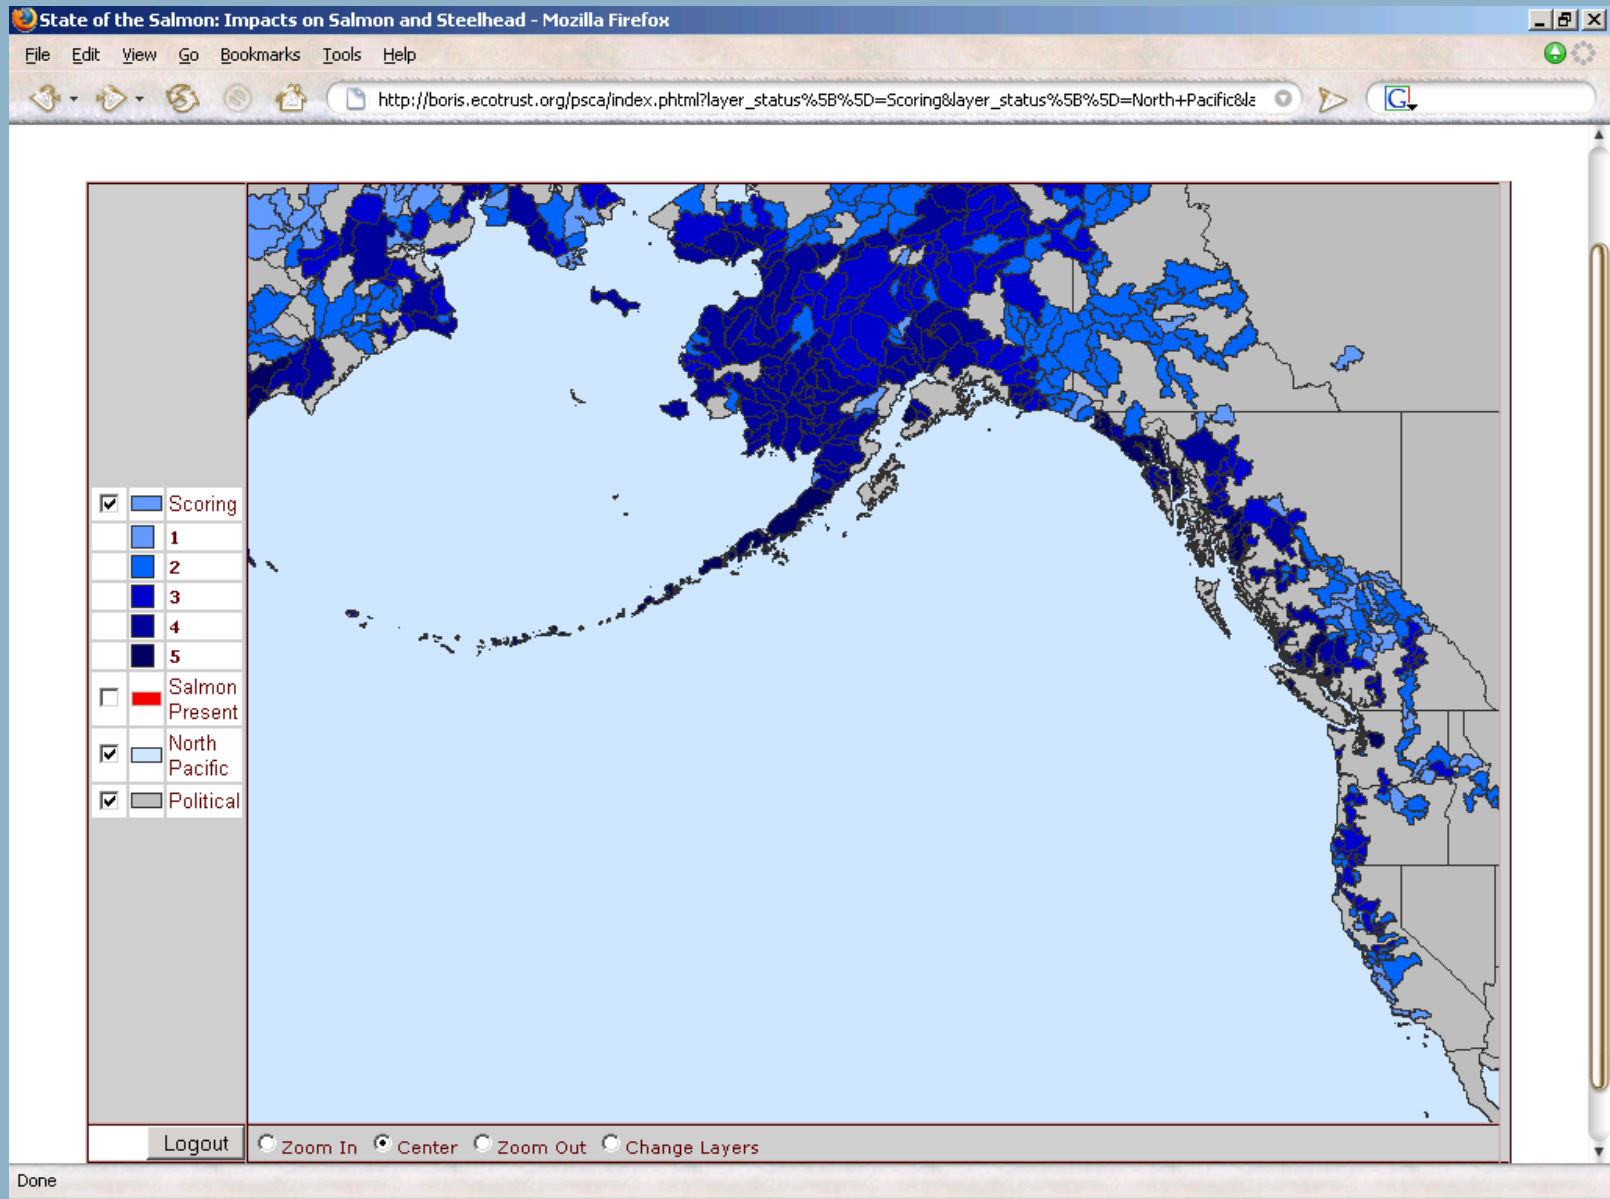 State of the Salmon: Impacts on Salmon and Steelhead - Mozilla Firefox
File Edit View Go Bookmarks Tools Help
http://boris.ecotrust.org/psca/index.phtml?layer_status%5B%5D=Scoring&layer_status%5B%5D=North+Pacific&la
G
Scoring
1
2
3
4
5
Salmon
Present
North
Pacific
Political
Logout
Zoom In Center Zoom Out Change Layers
Done